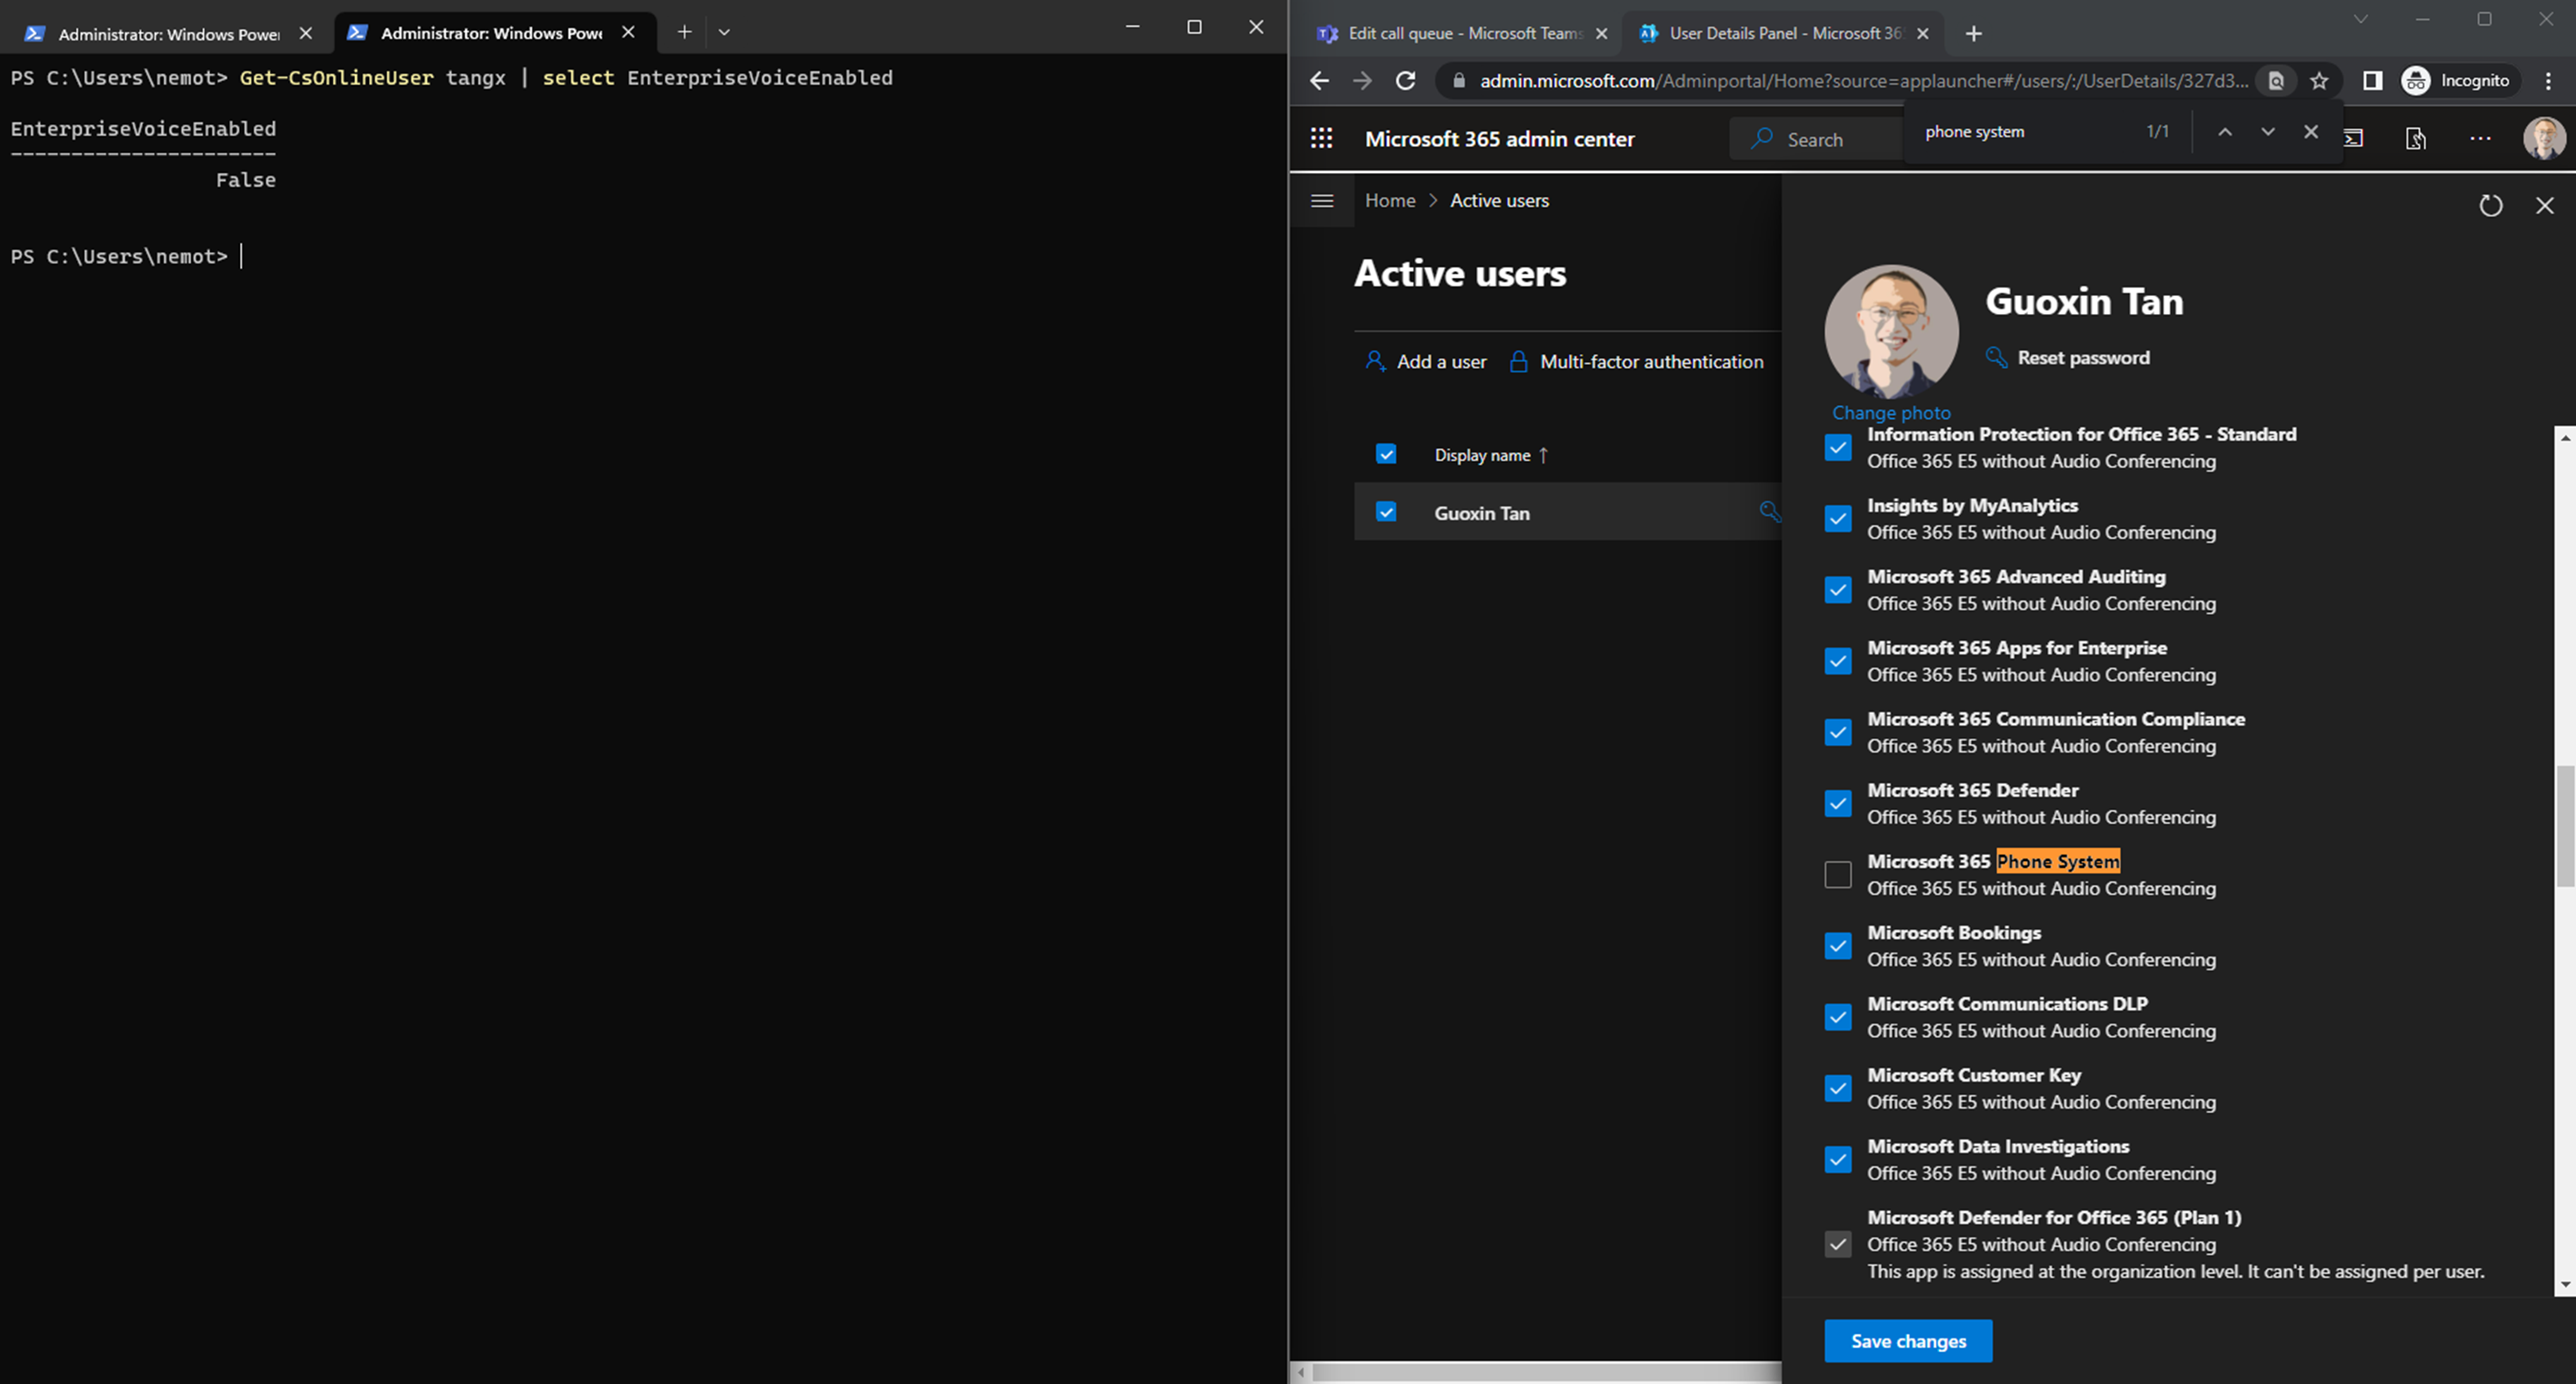 Administrator: Windows Power
Administrator: Windows Powe
PS C:\Users\nemot> Get-CsOnlineUser tangx | select EnterpriseVoiceEnabled
EnterpriseVoiceEnabled
----------------------
False
PS C:\Users\nemot>
Edit call queue - Microsoft Teams
User Details Panel - Microsoft 36
admin.microsoft.com/Adminportal/Home?source=applauncher#/users/:/UserDetails/327d3...
Incognito
Microsoft 365 admin center
Search
phone system
1/1
Home > Active users
Active users
Add a user
Multi-factor authentication
Display name ↑
Guoxin Tan
Guoxin Tan
Reset password
Change photo
Information Protection for Office 365 - Standard
Office 365 E5 without Audio Conferencing
Insights by MyAnalytics
Office 365 E5 without Audio Conferencing
Microsoft 365 Advanced Auditing
Office 365 E5 without Audio Conferencing
Microsoft 365 Apps for Enterprise
Office 365 E5 without Audio Conferencing
Microsoft 365 Communication Compliance
Office 365 E5 without Audio Conferencing
Microsoft 365 Defender
Office 365 E5 without Audio Conferencing
Microsoft 365 Phone System
Office 365 E5 without Audio Conferencing
Microsoft Bookings
Office 365 E5 without Audio Conferencing
Microsoft Communications DLP
Office 365 E5 without Audio Conferencing
Microsoft Customer Key
Office 365 E5 without Audio Conferencing
Microsoft Data Investigations
Office 365 E5 without Audio Conferencing
Microsoft Defender for Office 365 (Plan 1)
Office 365 E5 without Audio Conferencing
This app is assigned at the organization level. It can't be assigned per user.
Save changes